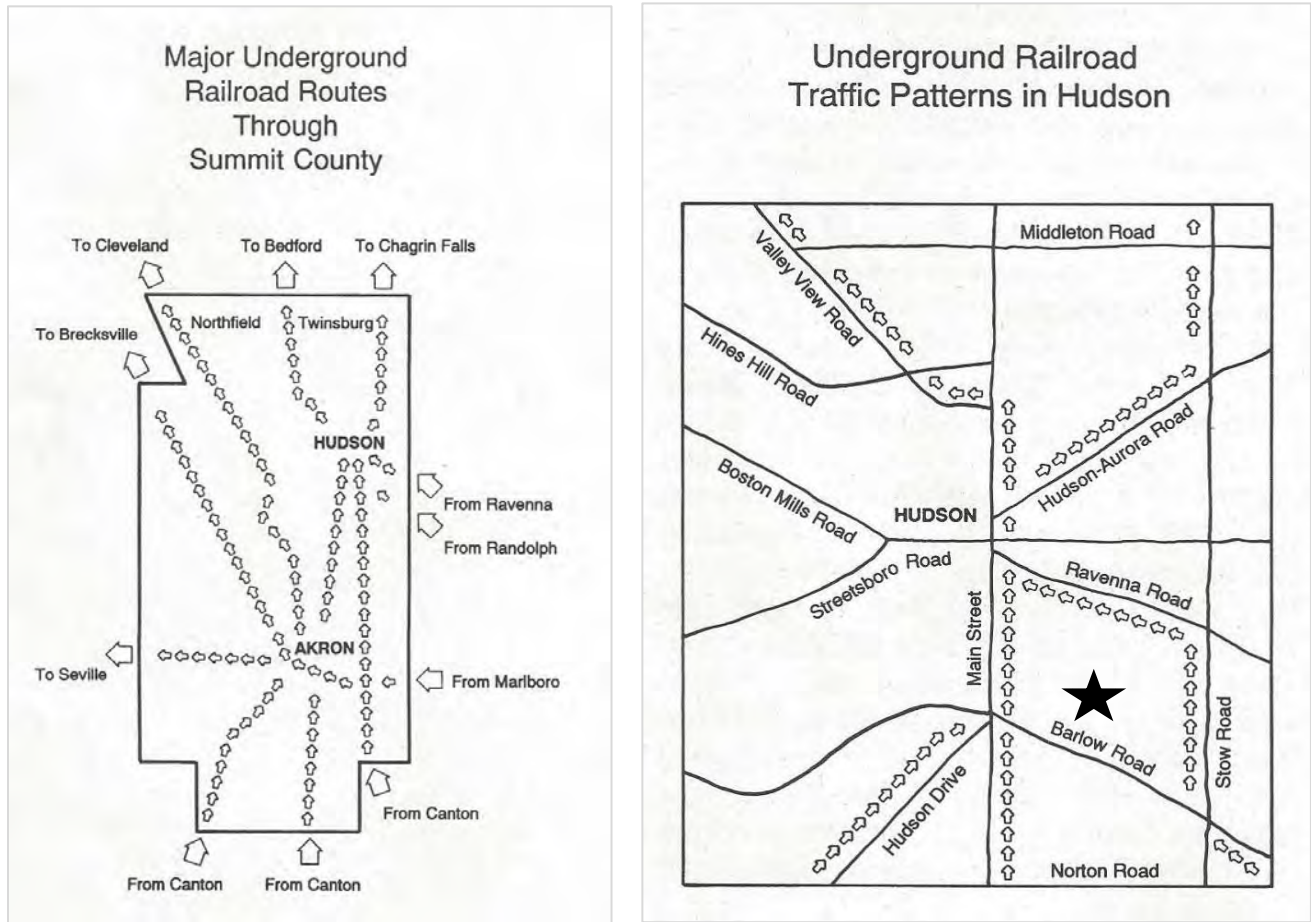 Major Underground
Railroad Routes
Through
Summit County
To Cleveland
To Bedford
To Chagrin Falls
To Brecksville
Northfield
Twinsburg
HUDSON
From Ravenna
From Randolph
AKRON
To Seville
From Marlboro
From Canton
From Canton
From Canton
Underground Railroad
Traffic Patterns in Hudson
Middleton Road
Valley View Road
Hines Hill Road
Hudson-Aurora Road
Boston Mills Road
HUDSON
Streetsboro Road
Ravenna Road
Main Street
Barlow Road
Stow Road
Hudson Drive
Norton Road